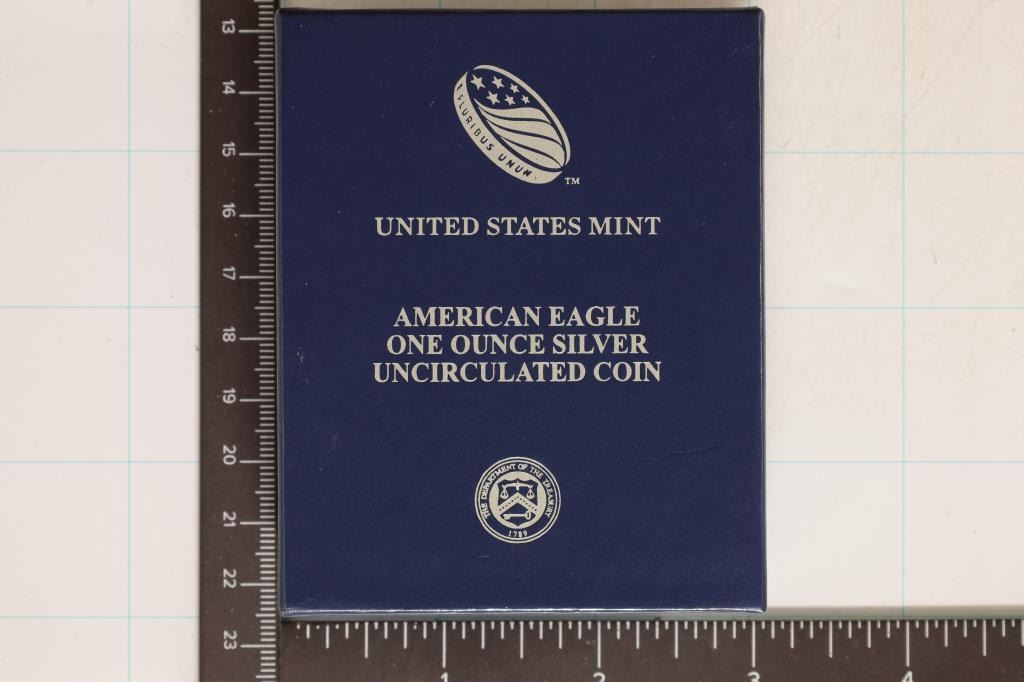 E PLURIBUS UNUM
TM
UNITED STATES MINT
AMERICAN EAGLE
ONE OUNCE SILVER
UNCIRCULATED COIN
THE DEPARTMENT OF THE TREASURY
1789
13
14
15
16
17
18
19
20
21
22
23
1
2
3
4